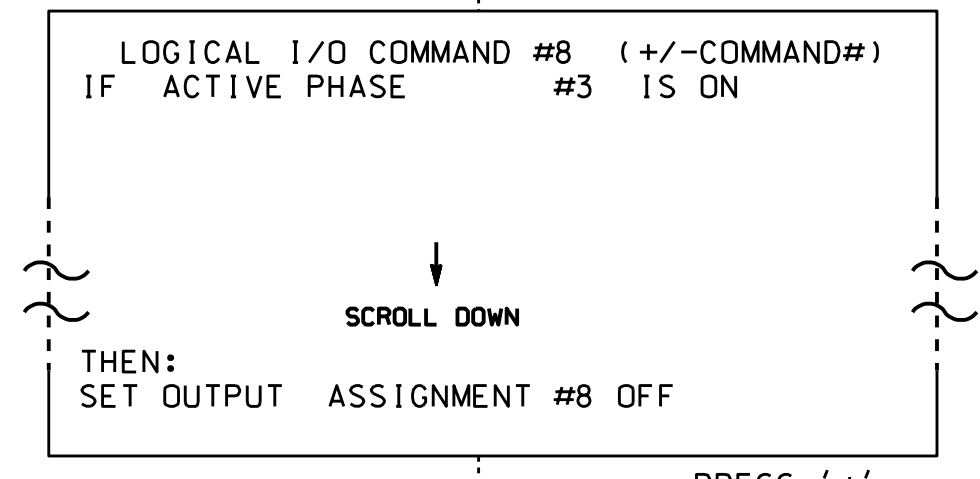 LOGICAL I/O COMMAND #8 (+/-COMMAND#)
IF ACTIVE PHASE #3 IS ON
SCROLL DOWN
THEN:
SET OUTPUT ASSIGNMENT #8 OFF